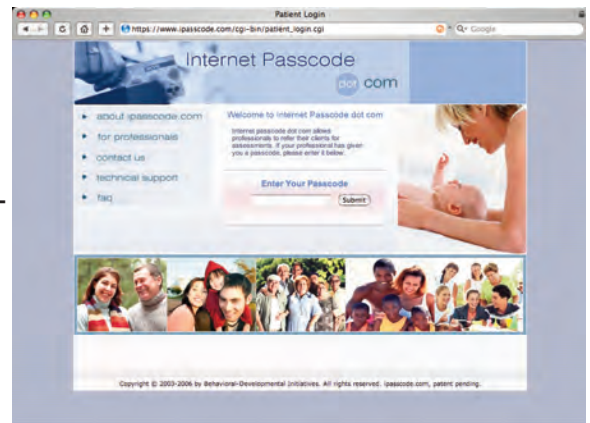 Patient Login
https://www.ipasscode.com/cgi-bin/patient_login.cgi
Google
Internet Passcode
dot com
about ipasscode.com
for professionals
contact us
technical support
faq
Welcome to Internet Passcode dot com
Internet passcode dot com allows
professionals to refer their clients for
assessments. If your professional has given
you a passcode, please enter it below:
Enter Your Passcode
Submit
Copyright © 2003-2006 by Behavioral-Developmental Initiatives. All rights reserved. ipasscode.com, patent pending.